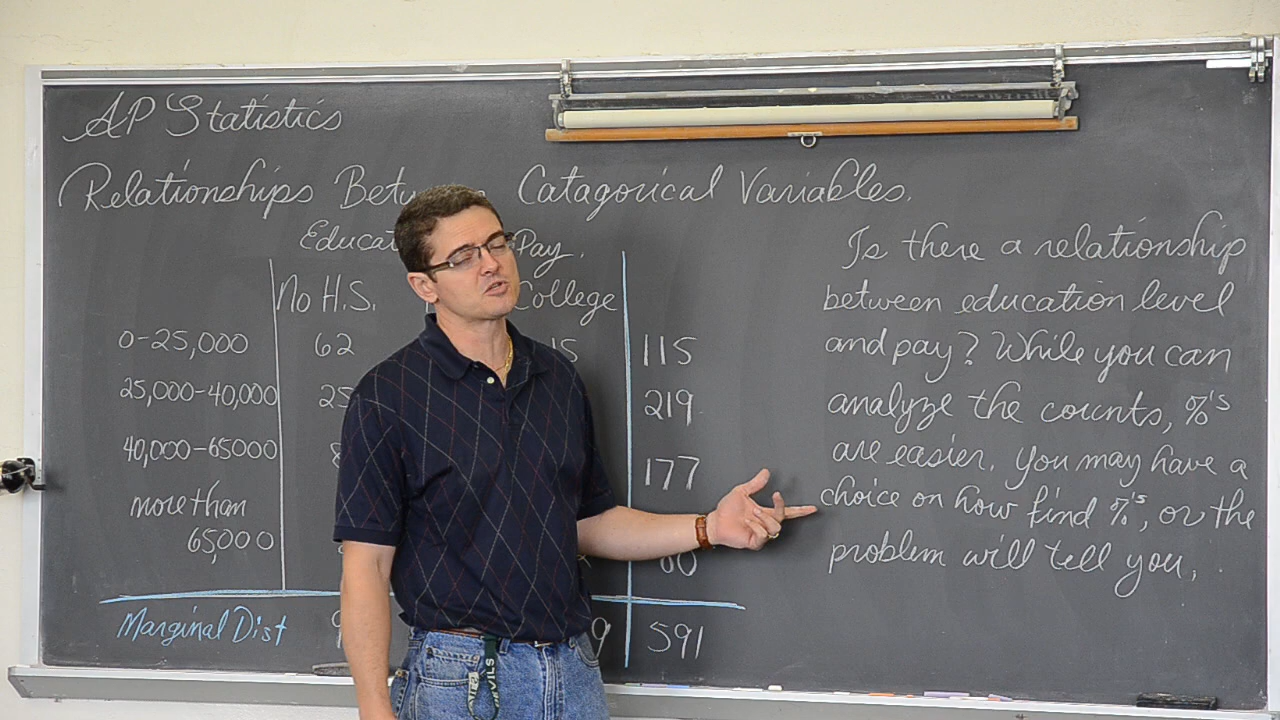 AP Statistics
Relationships Between Catagorical Variables.
Pay.
No H.S. College
0-25,000 62 15 115
25,000-40,000 25 219
40,000-65000 177
more than
65,000
Marginal Dist 591
Is there a relationship
between education level
and pay? While you can
analyze the counts, %'s
are easier. You may have a
choice on how find %'s, or the
problem will tell you.